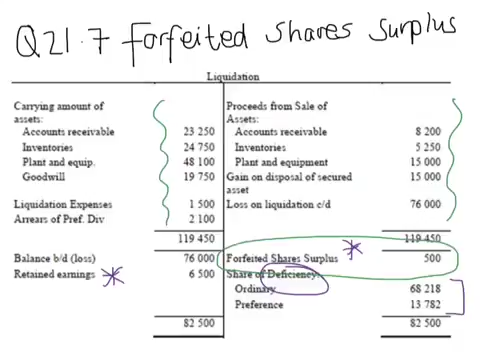 Q21.7 Forfeited Shares Surplus
Liquidation
Carrying amount of assets:
Accounts receivable 23 250
Inventories 24 750
Plant and equip. 48 100
Goodwill 19 750
Liquidation Expenses 1 500
Arrears of Pref. Div 2 100
119 450
Balance b/d (loss) 76 000
Retained earnings 6 500
82 500
Proceeds from Sale of Assets:
Accounts receivable 8 200
Inventories 5 250
Plant and equipment 15 000
Gain on disposal of secured asset 15 000
Loss on liquidation c/d 76 000
119 450
Forfeited Shares Surplus 500
Share of Deficiency:
Ordinary 68 218
Preference 13 782
82 500